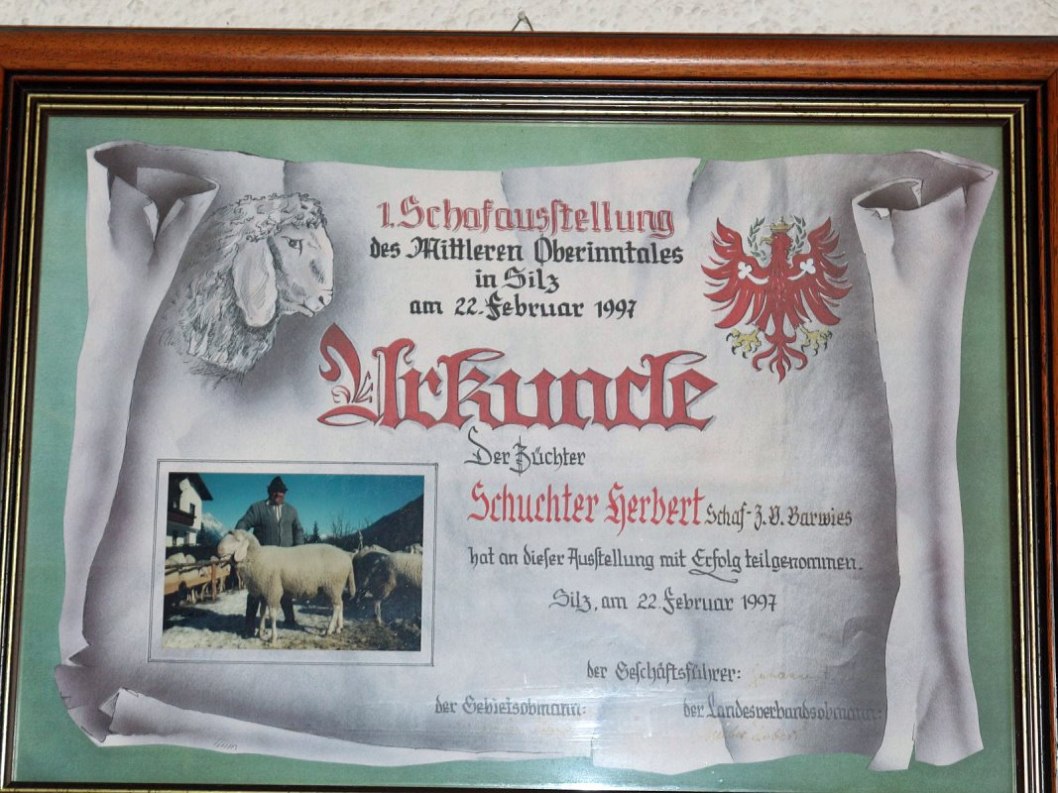 1. Schafausstellung
des Mittleren Oberinntales
in Silz
am 22. Februar 1997
Urkunde
Der Züchter
Schuchter Herbert Schaf-Z.V. Barwies
hat an dieser Ausstellung mit Erfolg teilgenommen.
Silz, am 22. Februar 1997
der Geschäftsführer:
der Gebietsobmann: der Landesverbandsobmann: